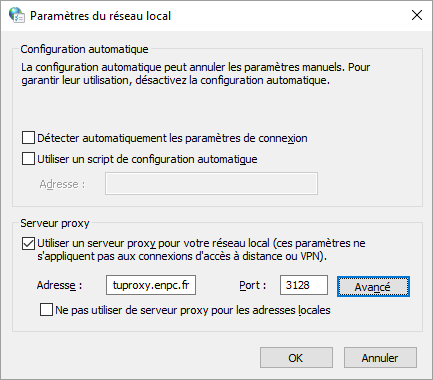 Paramètres du réseau local
Configuration automatique
La configuration automatique peut annuler les paramètres manuels. Pour
garantir leur utilisation, désactivez la configuration automatique.
Détecter automatiquement les paramètres de connexion
Utiliser un script de configuration automatique
Adresse :
Serveur proxy
Utiliser un serveur proxy pour votre réseau local (ces paramètres ne
s'appliquent pas aux connexions d'accès à distance ou VPN).
Adresse : tuproxy.enpc.fr Port : 3128 Avancé
Ne pas utiliser de serveur proxy pour les adresses locales
OK Annuler